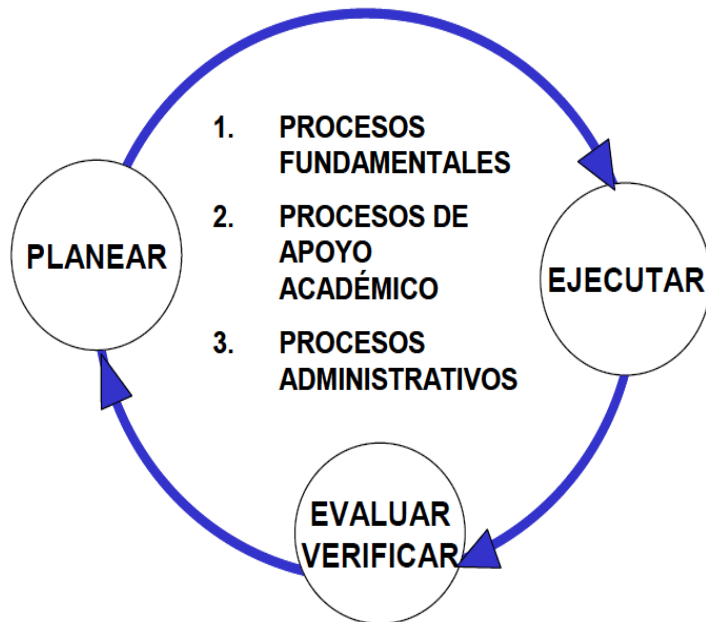 1. PROCESOS
FUNDAMENTALES
2. PROCESOS DE
APOYO
ACADÉMICO
3. PROCESOS
ADMINISTRATIVOS
PLANEAR
EJECUTAR
EVALUAR
VERIFICAR